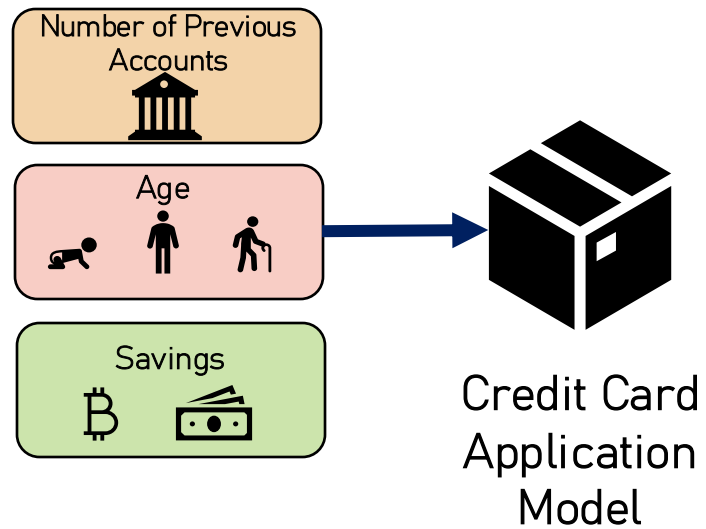 Number of Previous
Accounts
Age
Savings
Credit Card
Application
Model